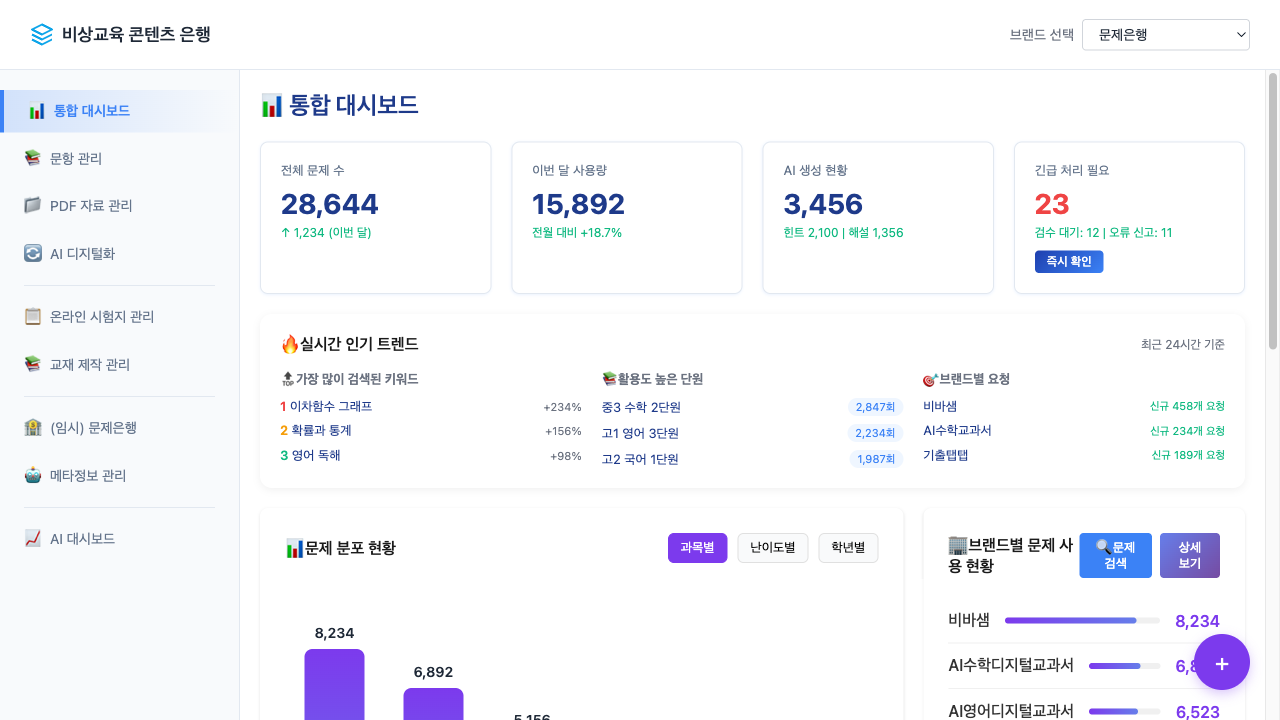 비상교육 콘텐츠 은행
브랜드 선택
문제은행
통합 대시보드
문항 관리
PDF 자료 관리
AI 디지털화
온라인 시험지 관리
교재 제작 관리
(임시) 문제은행
메타정보 관리
AI 대시보드
통합 대시보드
전체 문제 수
28,644
↑ 1,234 (이번 달)
이번 달 사용량
15,892
전월 대비 +18.7%
AI 생성 현황
3,456
힌트 2,100 | 해설 1,356
긴급 처리 필요
23
검수 대기: 12 | 오류 신고: 11
즉시 확인
실시간 인기 트렌드
최근 24시간 기준
가장 많이 검색된 키워드
1 이차함수 그래프 +234%
2 확률과 통계 +156%
3 영어 독해 +98%
활용도 높은 단원
중3 수학 2단원 2,847회
고1 영어 3단원 2,234회
고2 국어 1단원 1,987회
브랜드별 요청
비바샘 신규 458개 요청
AI수학교과서 신규 234개 요청
기출탭탭 신규 189개 요청
문제 분포 현황
과목별
난이도별
학년별
8,234
6,892
5,156
브랜드별 문제 사
용 현황
문제
검색
상세
보기
비바샘 8,234
AI수학디지털교과서 6,8
AI영어디지털교과서 6,523
+